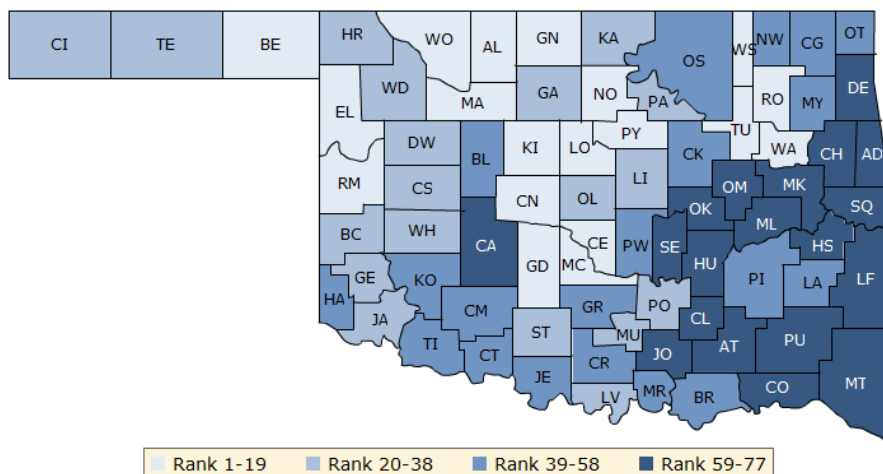 CI TE BE HR WO AL GN KA OS WS NW CG OT
EL WD MA GA NO PA RO MY DE
DW BL KI LO PY CK TU WA CH AD
RM CS CN OL LI OK OM MK SQ
BC WH CA GD MC CE PW SE HU ML HS LF
HA GE KO GR PO PI LA
JA CM ST MU CL AT PU MT
TI CT JE CR JO
LV MR BR CO
Rank 1-19 Rank 20-38 Rank 39-58 Rank 59-77